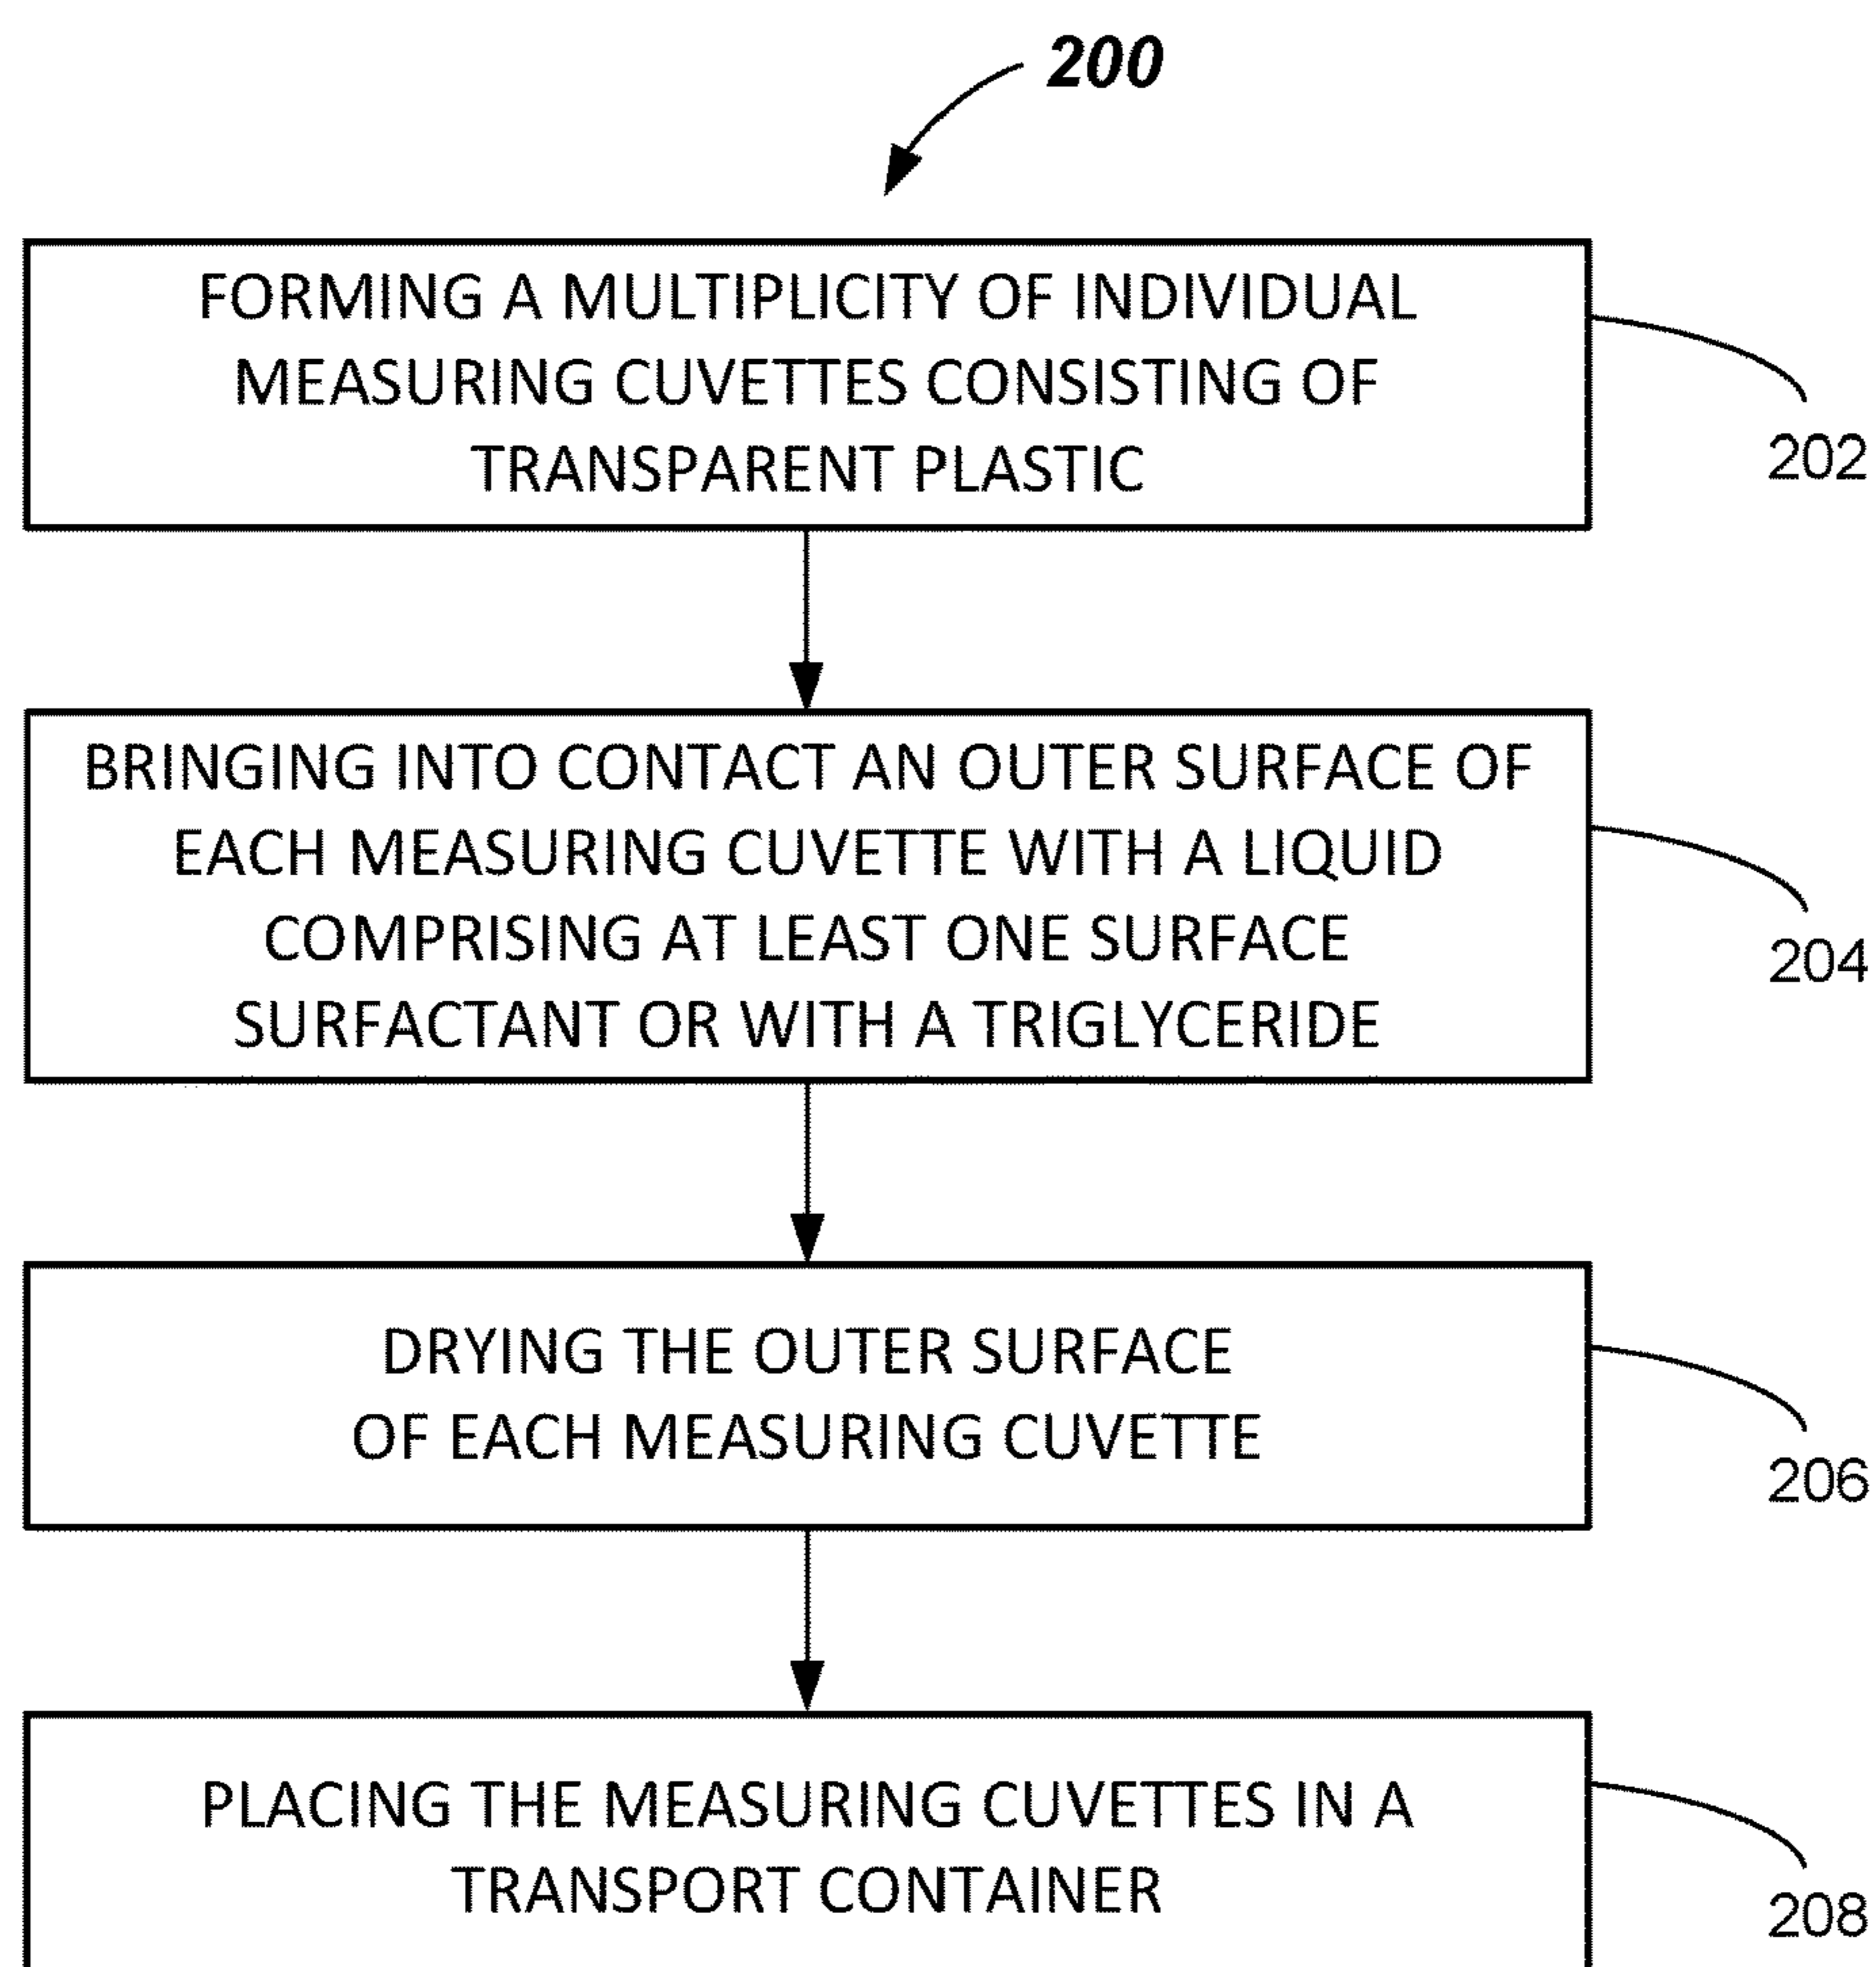 200
FORMING A MULTIPLICITY OF INDIVIDUAL
MEASURING CUVETTES CONSISTING OF
TRANSPARENT PLASTIC
202
BRINGING INTO CONTACT AN OUTER SURFACE OF
EACH MEASURING CUVETTE WITH A LIQUID
COMPRISING AT LEAST ONE SURFACE
SURFACTANT OR WITH A TRIGLYCERIDE
204
DRYING THE OUTER SURFACE
OF EACH MEASURING CUVETTE
206
PLACING THE MEASURING CUVETTES IN A
TRANSPORT CONTAINER
208